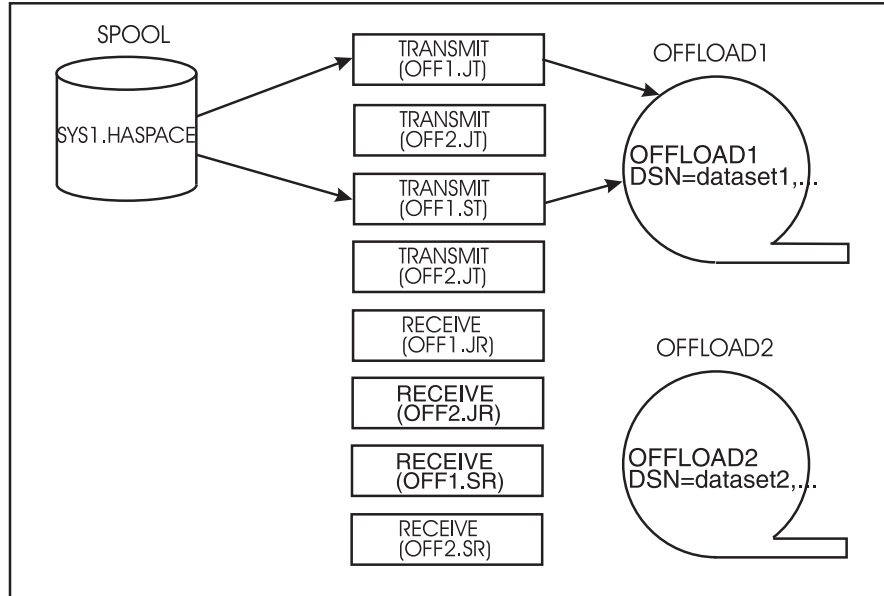 SPOOL
SYS1.HASPACE
TRANSMIT
(OFF1.JT)
TRANSMIT
(OFF2.JT)
TRANSMIT
(OFF1.ST)
TRANSMIT
(OFF2.JT)
RECEIVE
(OFF1.JR)
RECEIVE
(OFF2.JR)
RECEIVE
(OFF1.SR)
RECEIVE
(OFF2.SR)
OFFLOAD1
OFFLOAD1
DSN=dataset1,...
OFFLOAD2
OFFLOAD2
DSN=dataset2,...